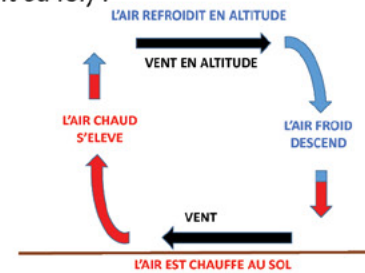 L'AIR REFROIDIT EN ALTITUDE
VENT EN ALTITUDE
L'AIR CHAUD
S'ELEVE
L'AIR FROID
DESCEND
VENT
L'AIR EST CHAUFFE AU SOL